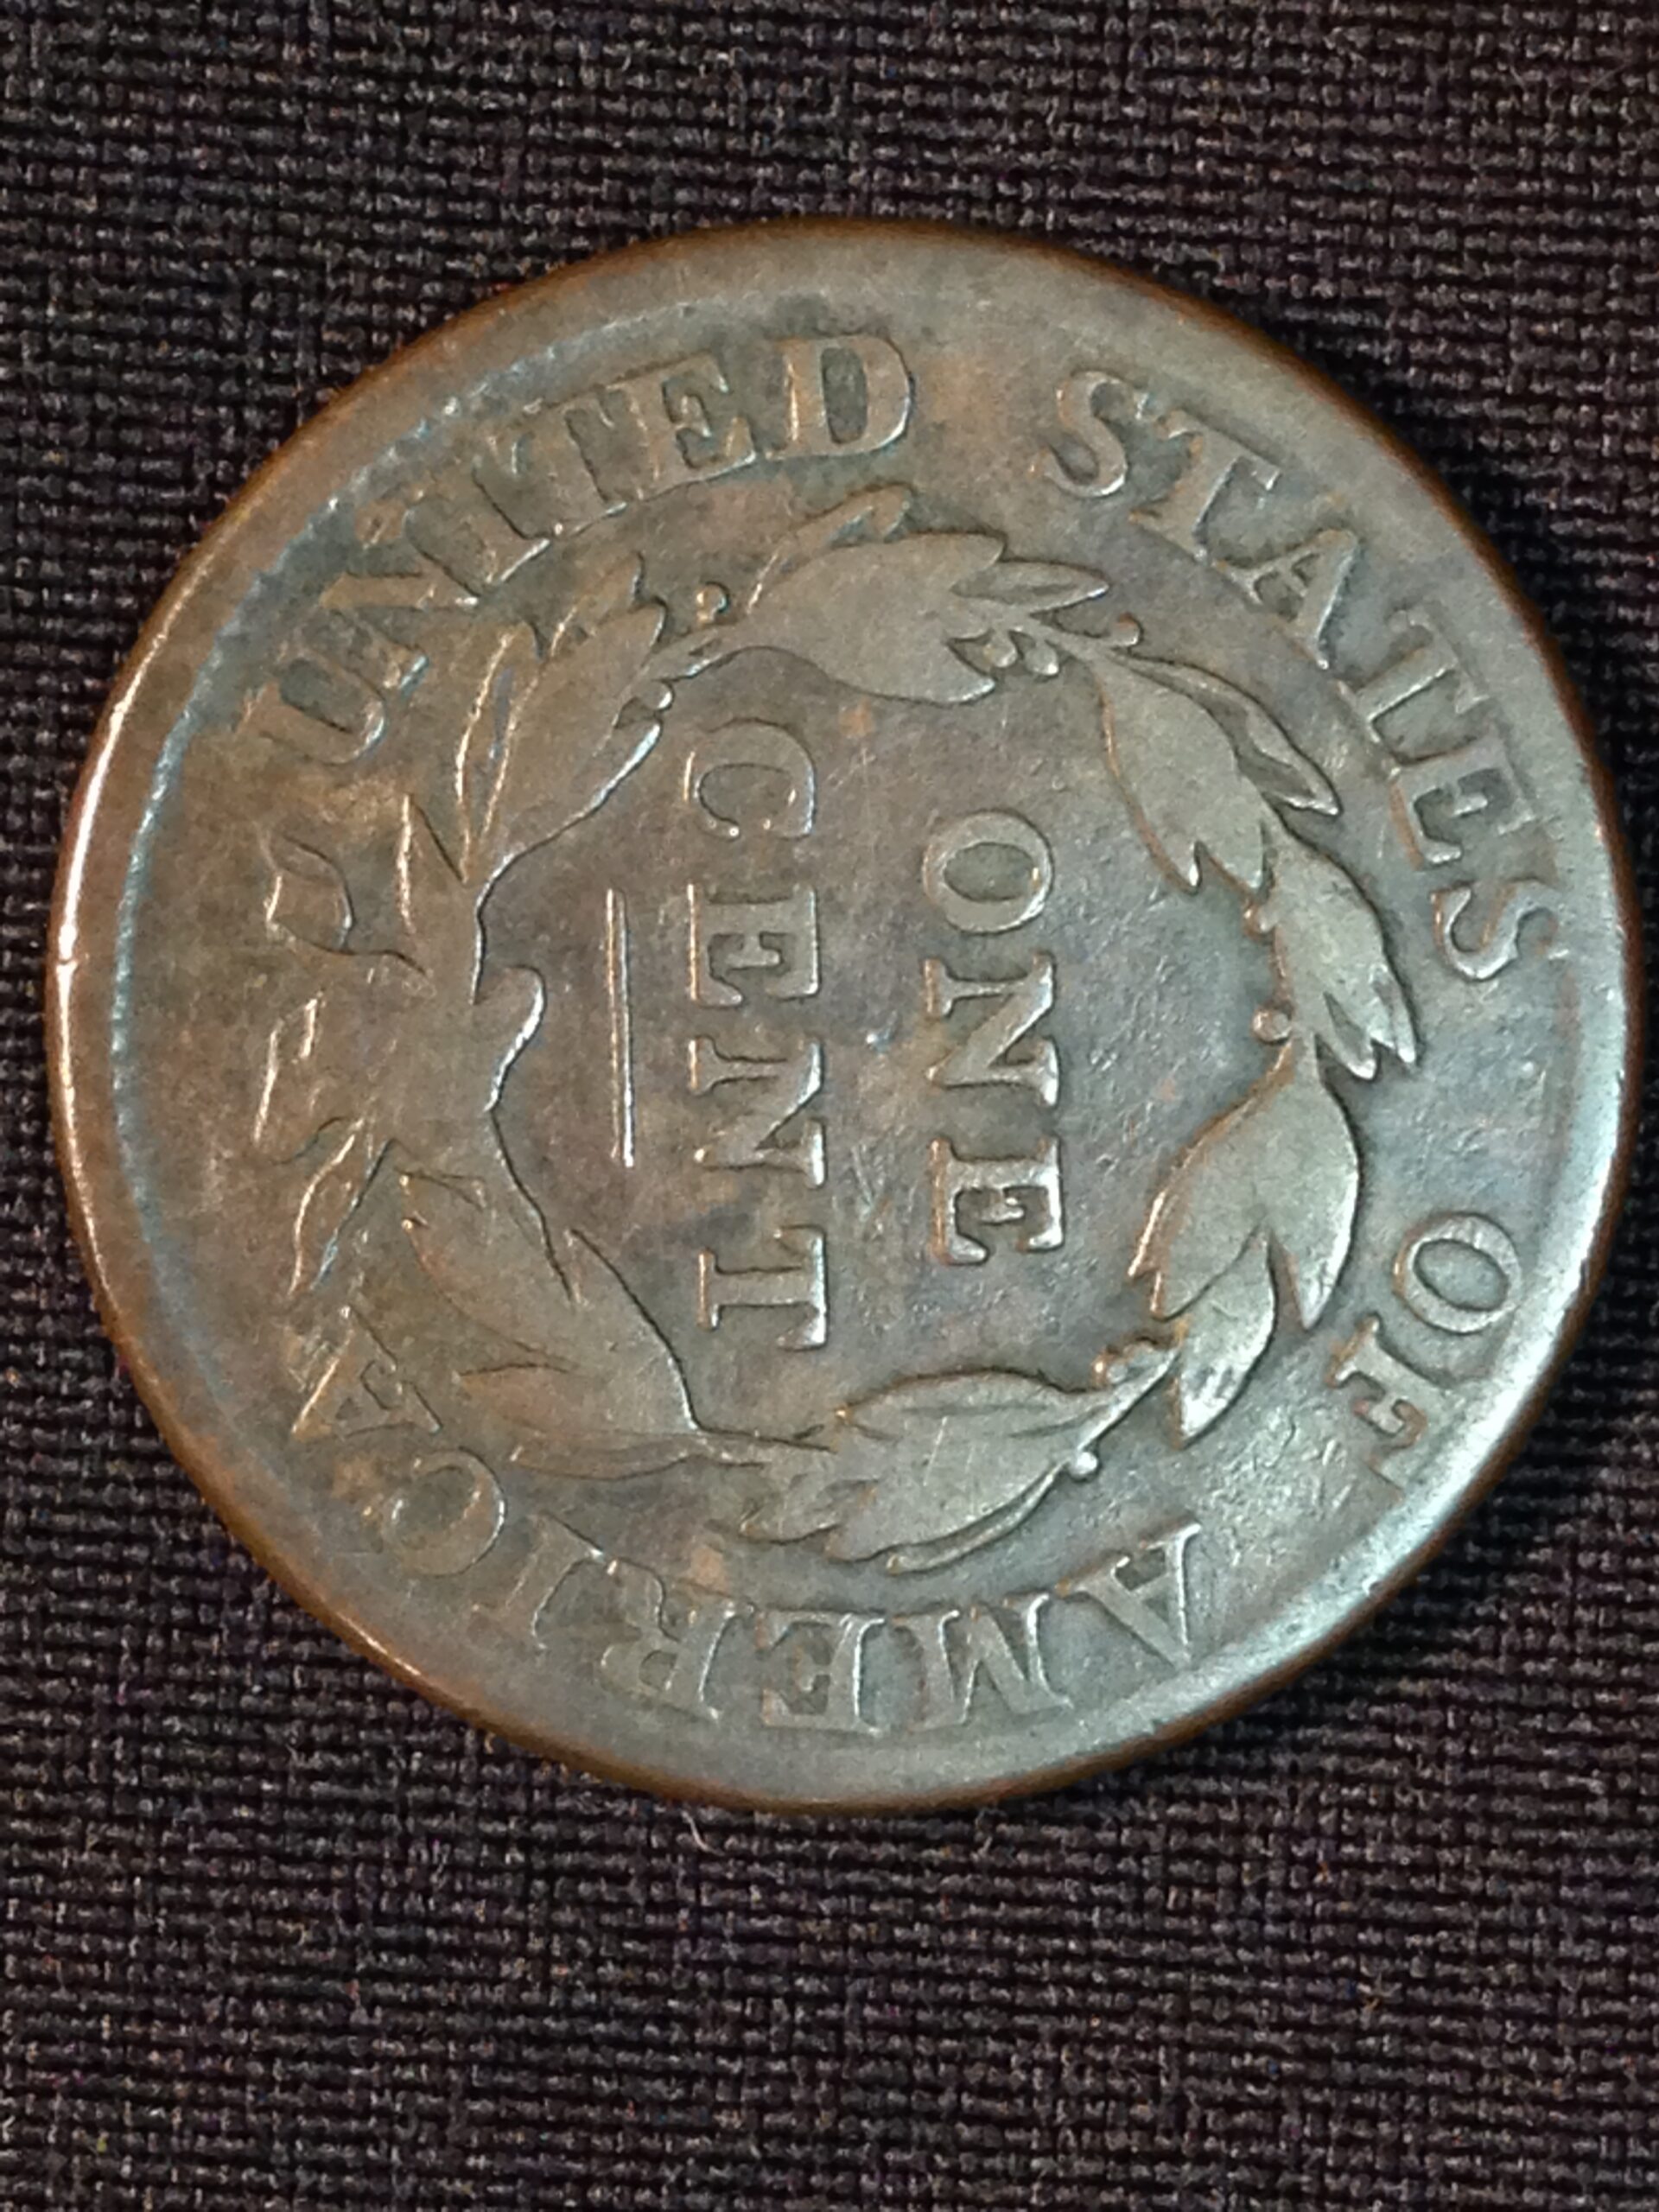 UNITED STATES OF AMERICA
ONE
CENT